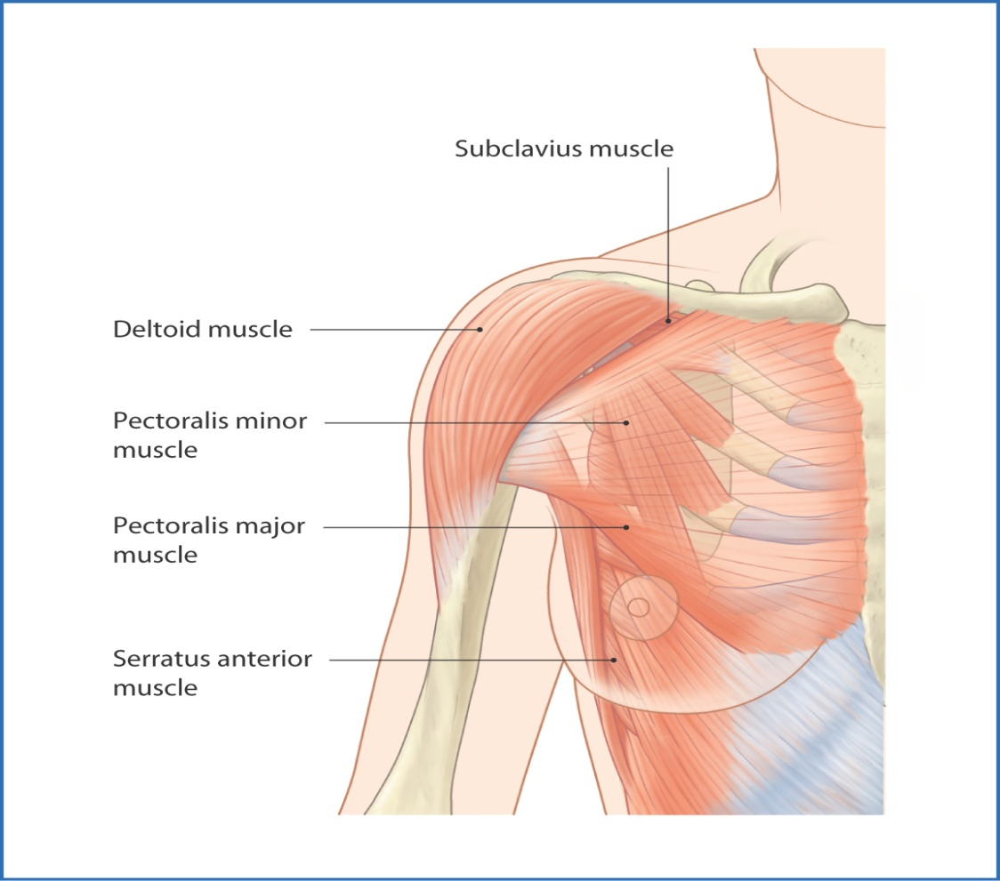 Subclavius muscle
Deltoid muscle
Pectoralis minor
muscle
Pectoralis major
muscle
Serratus anterior
muscle